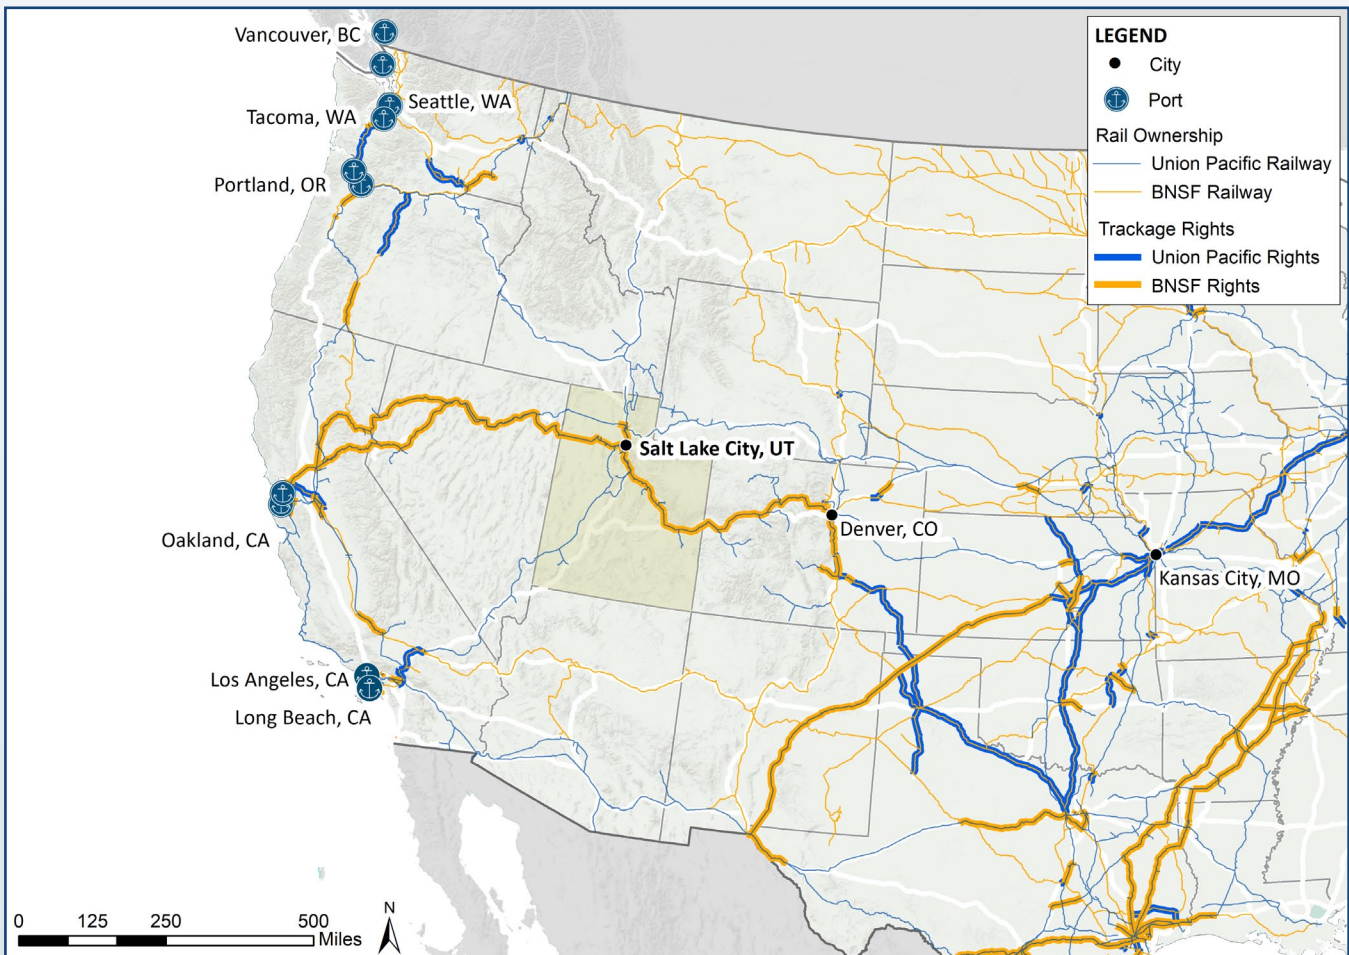 Vancouver, BC
Seattle, WA
Tacoma, WA
Portland, OR
Salt Lake City, UT
Denver, CO
Oakland, CA
Kansas City, MO
Los Angeles, CA
Long Beach, CA
LEGEND
City
Port
Rail Ownership
Union Pacific Railway
BNSF Railway
Trackage Rights
Union Pacific Rights
BNSF Rights
0 125 250 500
Miles
N